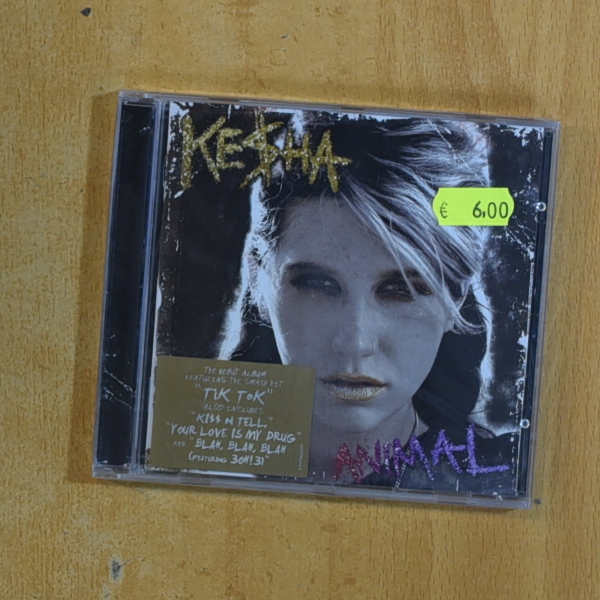 KE$HA
€ 6,00
THE DEBUT ALBUM
FEATURING THE SMASH HIT
"TiK ToK"
ALSO INCLUDES
"KISS N TELL,"
"YOUR LOVE IS MY DRUG"
AND "BLAH, BLAH, BLAH
(FEATURING 3OH!3)"
ANIMAL